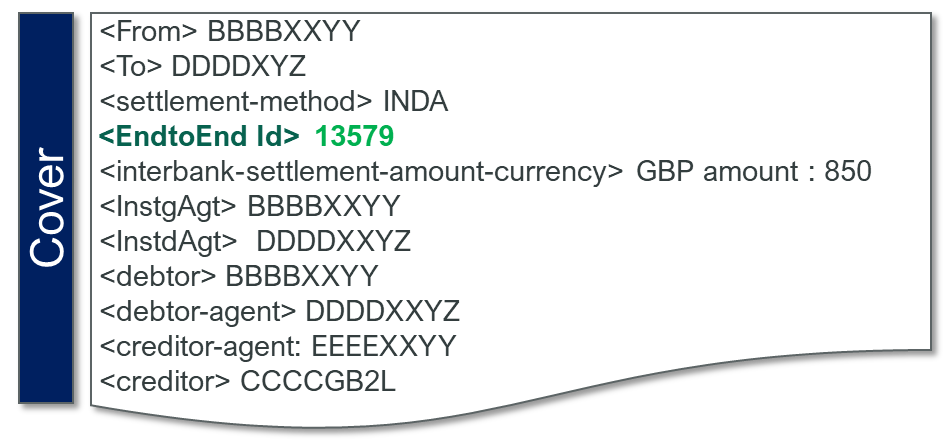 Cover
<From> BBBBXXYY
<To> DDDDXYZ
<settlement-method> INDA
<EndtoEnd Id> 13579
<interbank-settlement-amount-currency> GBP amount : 850
<InstgAgt> BBBBXXYY
<InstdAgt> DDDDXXYZ
<debtor> BBBBXXYY
<debtor-agent> DDDDXXYZ
<creditor-agent: EEEEXXYY
<creditor> CCCCGB2L